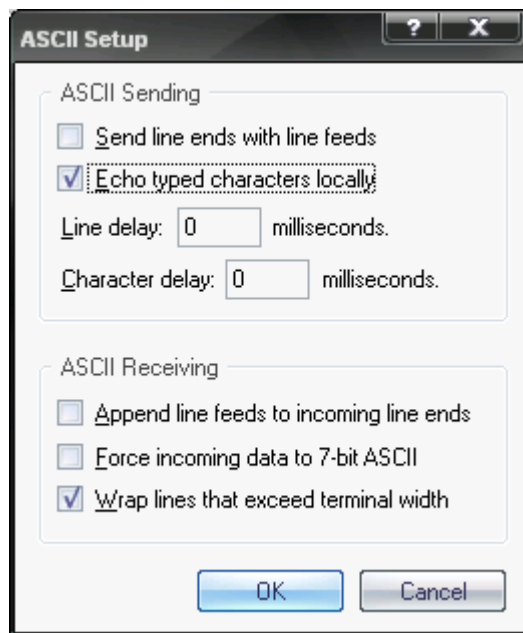 ASCII Setup
? X
ASCII Sending
Send line ends with line feeds
Echo typed characters locally
Line delay: 0 milliseconds.
Character delay: 0 milliseconds.
ASCII Receiving
Append line feeds to incoming line ends
Force incoming data to 7-bit ASCII
Wrap lines that exceed terminal width
OK Cancel